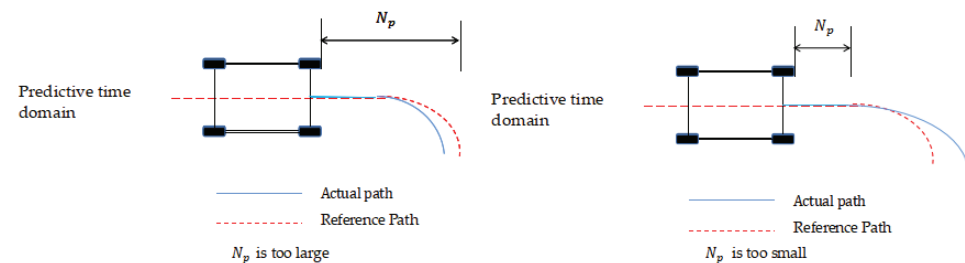 N_p
Predictive time
domain
Actual path
Reference Path
N_p is too large
N_p
Predictive time
domain
Actual path
Reference Path
N_p is too small